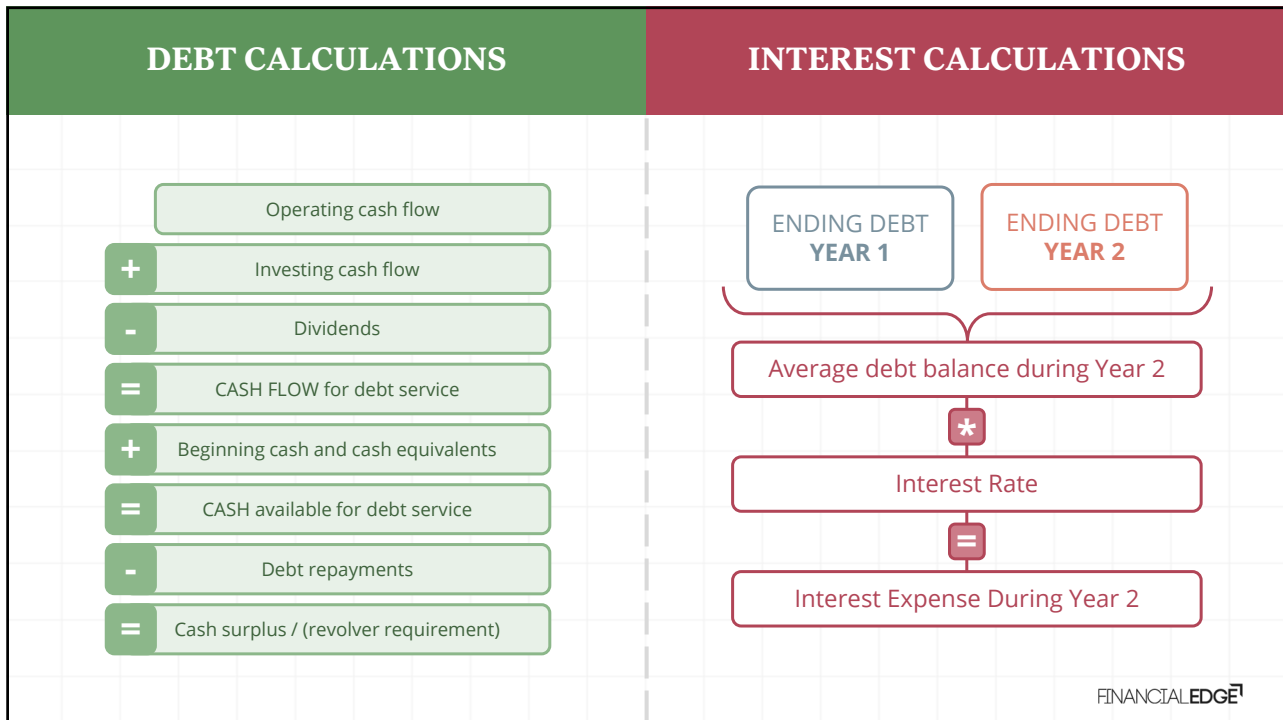 DEBT CALCULATIONS
INTEREST CALCULATIONS
Operating cash flow
+ Investing cash flow
- Dividends
= CASH FLOW for debt service
+ Beginning cash and cash equivalents
= CASH available for debt service
- Debt repayments
= Cash surplus / (revolver requirement)
ENDING DEBT
YEAR 1
ENDING DEBT
YEAR 2
Average debt balance during Year 2
*
Interest Rate
=
Interest Expense During Year 2
FINANCIALEDGE